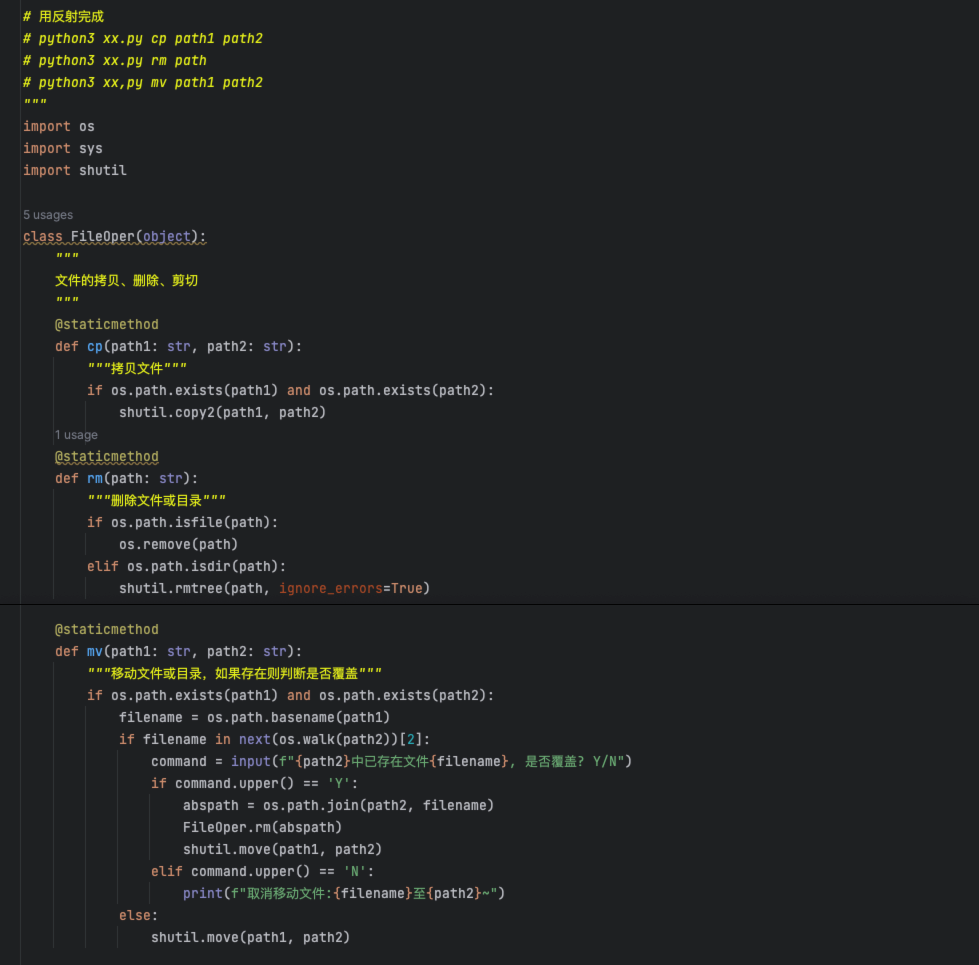 # 用反射完成
# python3 xx.py cp path1 path2
# python3 xx.py rm path
# python3 xx,py mv path1 path2
"""
import os
import sys
import shutil
5 usages
class FileOper(object):
    """
    文件的拷贝、删除、剪切
    """
    @staticmethod
    def cp(path1: str, path2: str):
        """拷贝文件"""
        if os.path.exists(path1) and os.path.exists(path2):
            shutil.copy2(path1, path2)
    1 usage
    @staticmethod
    def rm(path: str):
        """删除文件或目录"""
        if os.path.isfile(path):
            os.remove(path)
        elif os.path.isdir(path):
            shutil.rmtree(path, ignore_errors=True)
    @staticmethod
    def mv(path1: str, path2: str):
        """移动文件或目录，如果存在则判断是否覆盖"""
        if os.path.exists(path1) and os.path.exists(path2):
            filename = os.path.basename(path1)
            if filename in next(os.walk(path2))[2]:
                command = input(f"{path2}中已存在文件{filename}, 是否覆盖? Y/N")
                if command.upper() == 'Y':
                    abspath = os.path.join(path2, filename)
                    FileOper.rm(abspath)
                    shutil.move(path1, path2)
                elif command.upper() == 'N':
                    print(f"取消移动文件:{filename}至{path2}~")
            else:
                shutil.move(path1, path2)